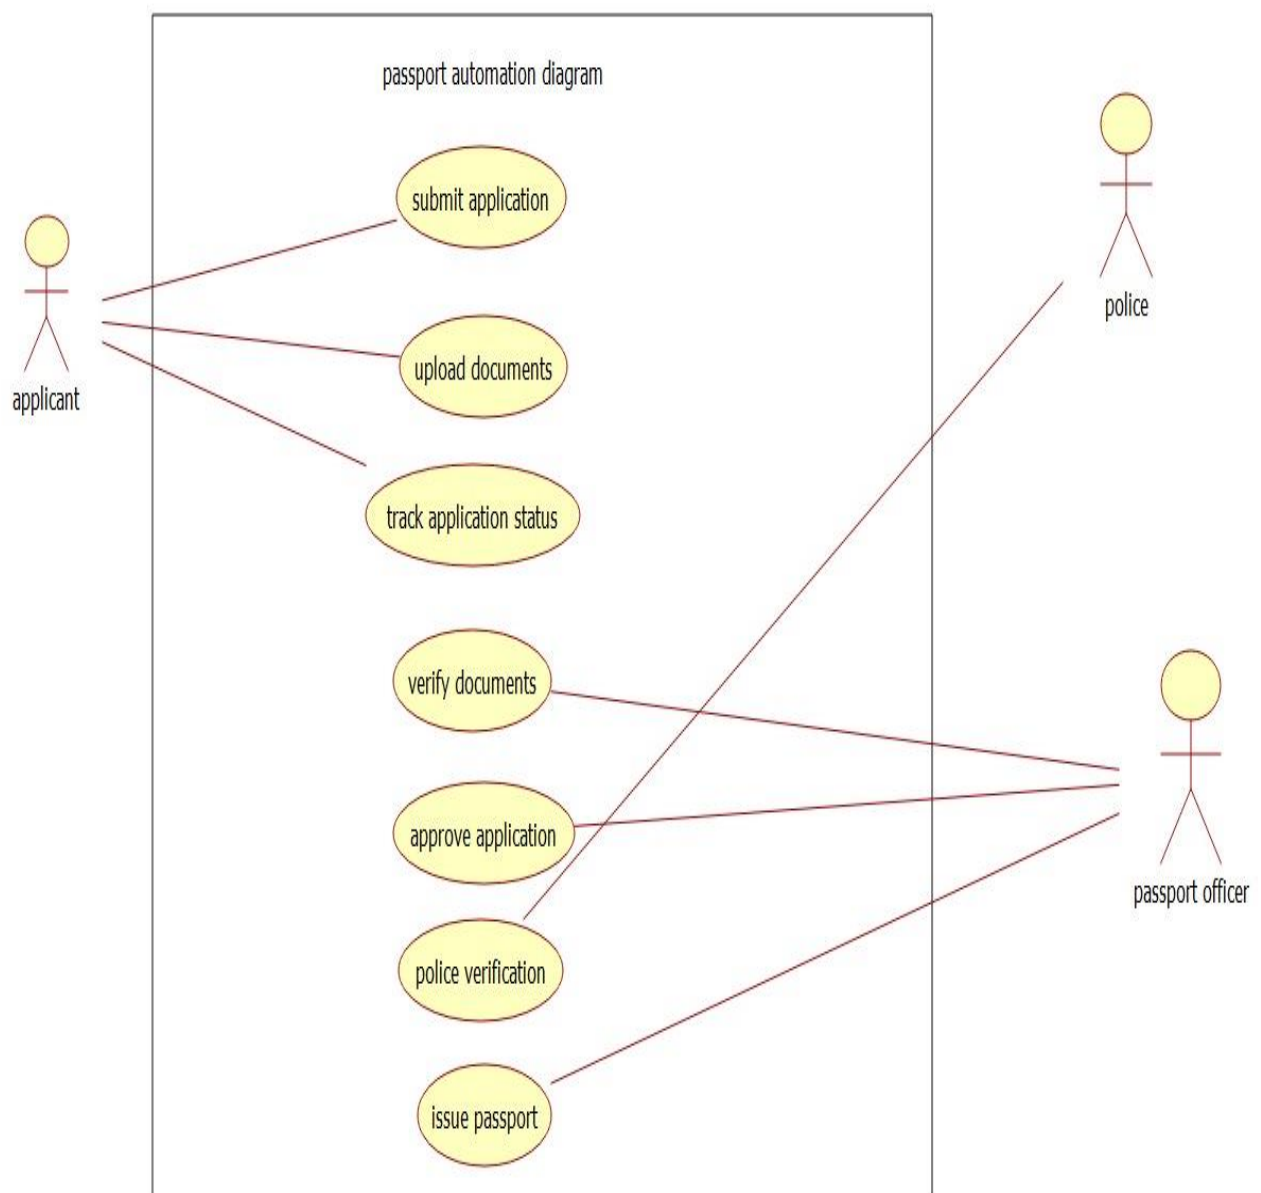 passport automation diagram
submit application
upload documents
applicant
track application status
police
verify documents
approve application
passport officer
police verification
issue passport